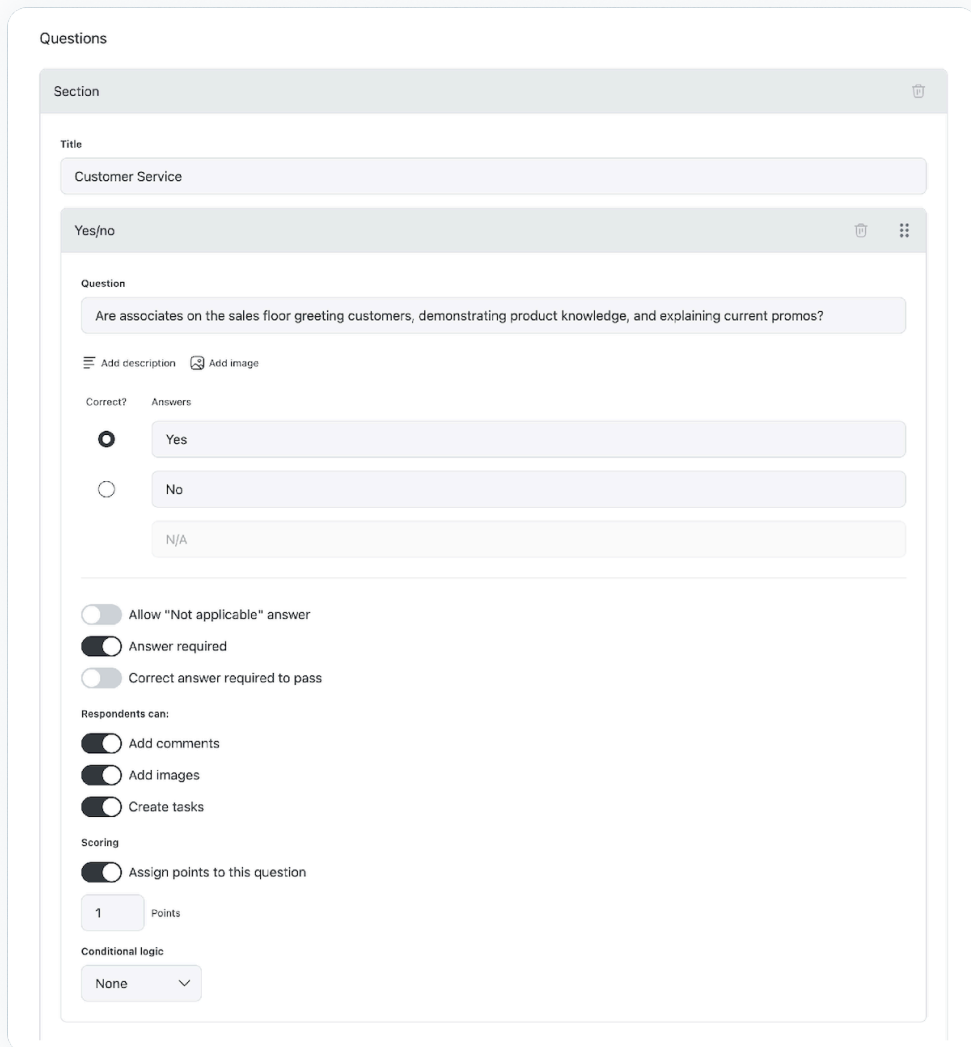 Questions
Section
Title
Customer Service
Yes/no
Question
Are associates on the sales floor greeting customers, demonstrating product knowledge, and explaining current promos?
Add description Add image
Correct? Answers
Yes
No
N/A
Allow "Not applicable" answer
Answer required
Correct answer required to pass
Respondents can:
Add comments
Add images
Create tasks
Scoring
Assign points to this question
1 Points
Conditional logic
None